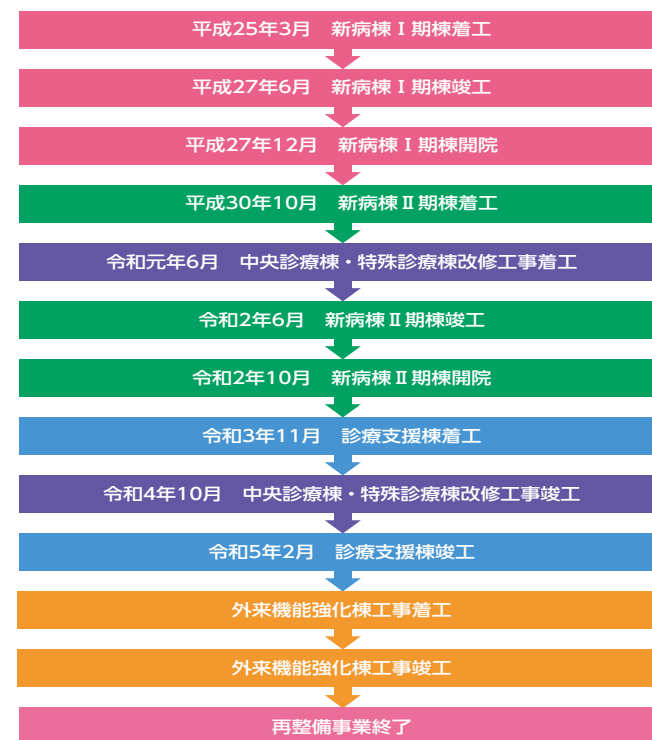 平成25年3月　新病棟Ⅰ期棟着工
平成27年6月　新病棟Ⅰ期棟竣工
平成27年12月　新病棟Ⅰ期棟開院
平成30年10月　新病棟Ⅱ期棟着工
令和元年6月　中央診療棟・特殊診療棟改修工事着工
令和2年6月　新病棟Ⅱ期棟竣工
令和2年10月　新病棟Ⅱ期棟開院
令和3年11月　診療支援棟着工
令和4年10月　中央診療棟・特殊診療棟改修工事竣工
令和5年2月　診療支援棟竣工
外来機能強化棟工事着工
外来機能強化棟工事竣工
再整備事業終了